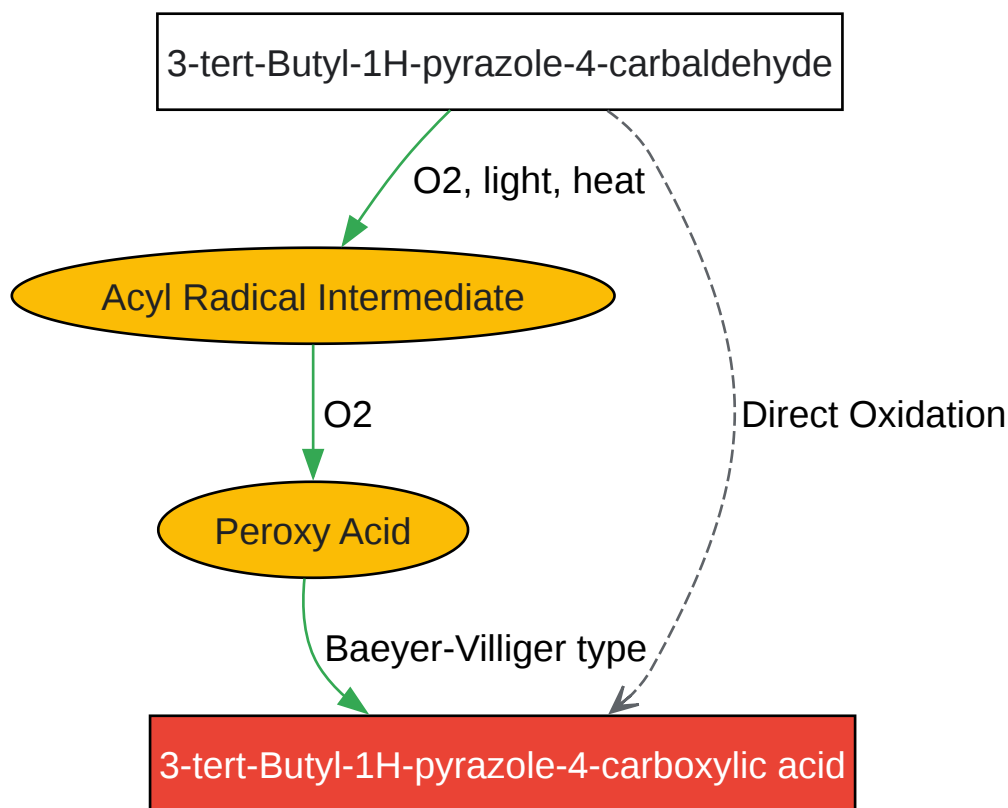 3-tert-Butyl-1H-pyrazole-4-carbaldehyde
O2, light, heat
Acyl Radical Intermediate
O2
Direct Oxidation
Peroxy Acid
Baeyer-Villiger type
3-tert-Butyl-1H-pyrazole-4-carboxylic acid